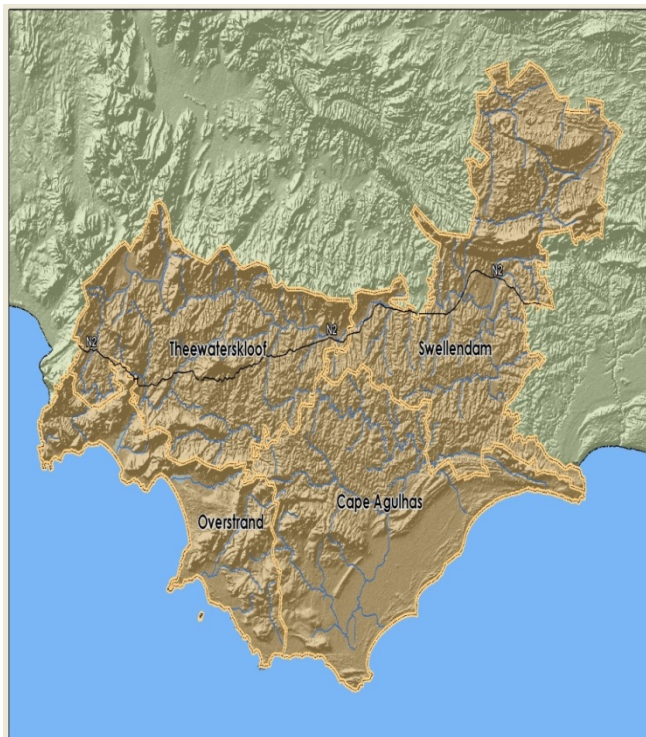 N2
N2
N2
Theewaterskloof
Swellendam
Cape Agulhas
Overstrand